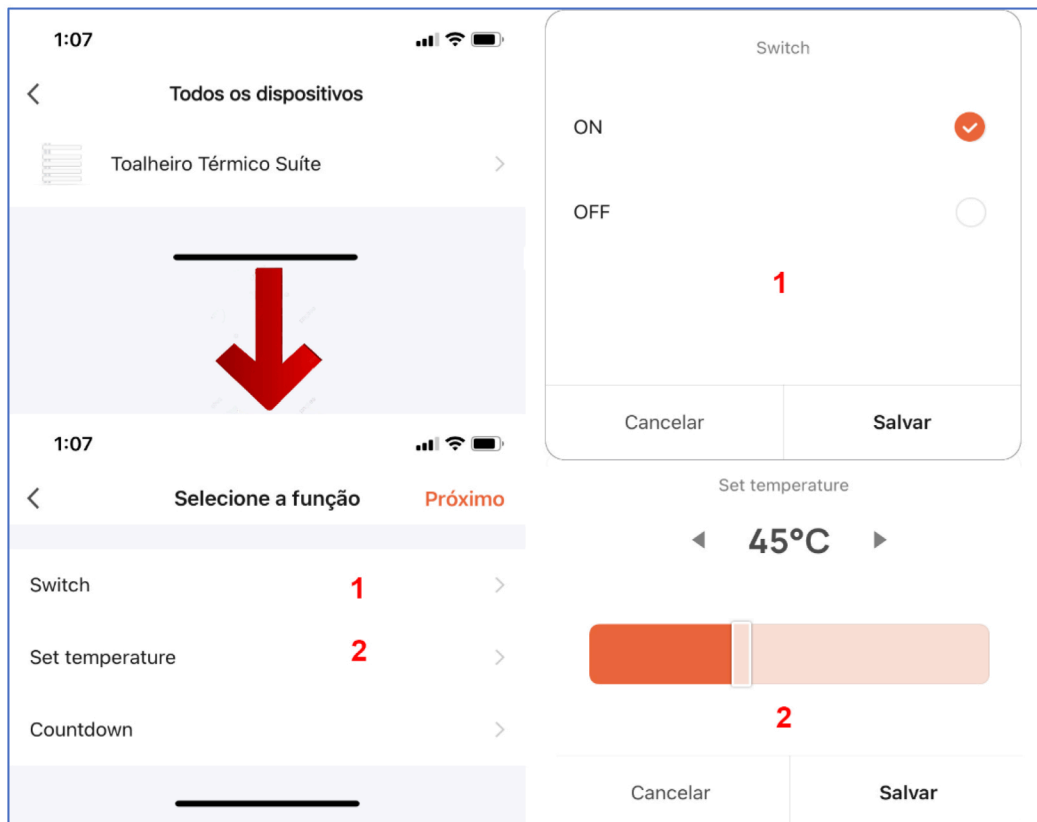 1:07
Todos os dispositivos
Toalheiro Térmico Suíte
1:07
Selecione a função Próximo
Switch 1
Set temperature 2
Countdown
Switch
ON
OFF
1
Cancelar Salvar
Set temperature
45°C
2
Cancelar Salvar